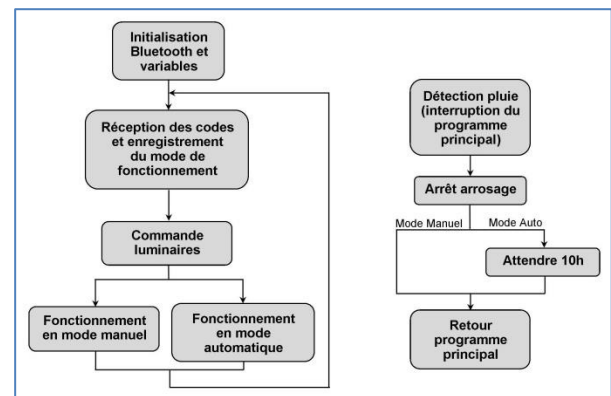 Initialisation
Bluetooth et
variables
Réception des codes
et enregistrement
du mode de
fonctionnement
Commande
luminaires
Fonctionnement
en mode manuel
Fonctionnement
en mode
automatique
Détection pluie
(interruption du
programme
principal)
Arrêt arrosage
Mode Manuel
Mode Auto
Attendre 10h
Retour
programme
principal